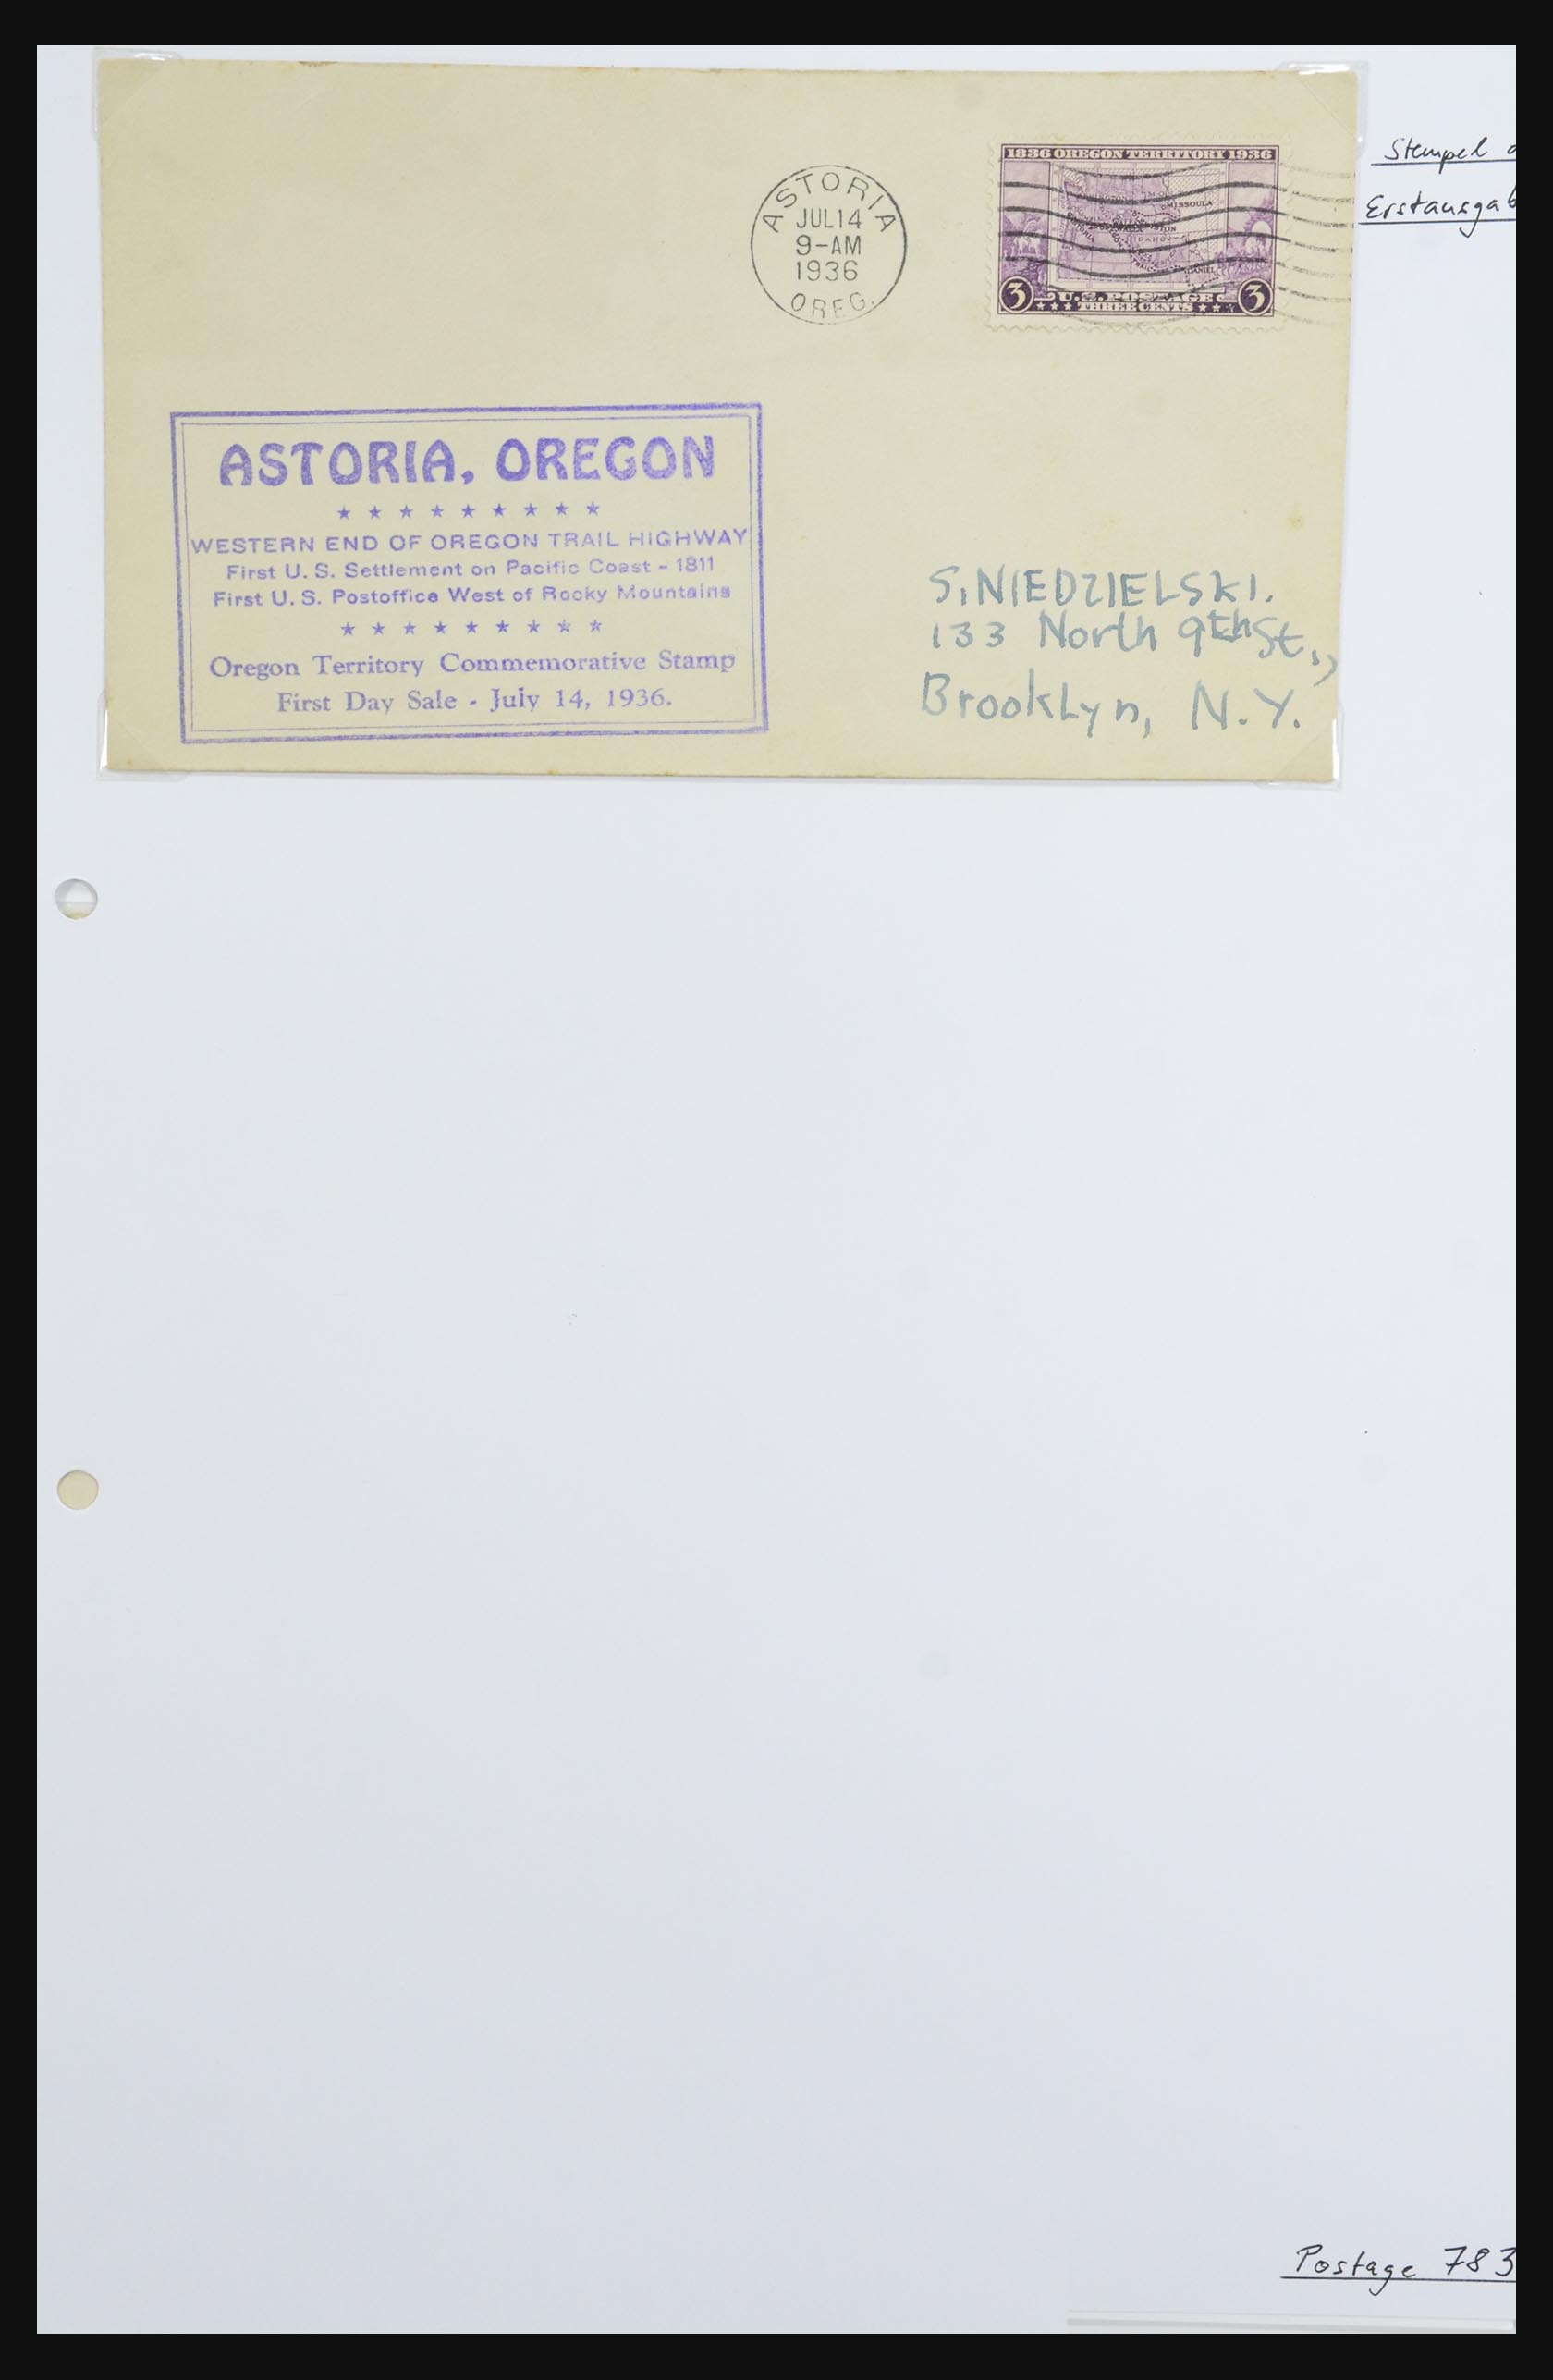 ASTORIA
JUL 14
9-AM
1936
OREG.
1836 OREGON TERRITORY 1936
MISSOULA
IDAHO
DANIEL
3 U.S. POSTAGE 3
THREE CENTS
Stempel
Erstausgab
ASTORIA, OREGON
WESTERN END OF OREGON TRAIL HIGHWAY
First U. S. Settlement on Pacific Coast - 1811
First U. S. Postoffice West of Rocky Mountains
Oregon Territory Commemorative Stamp
First Day Sale - July 14, 1936.
S. NIEDZIELSKI.
133 North 9th St.,
Brooklyn, N.Y.
Postage 783